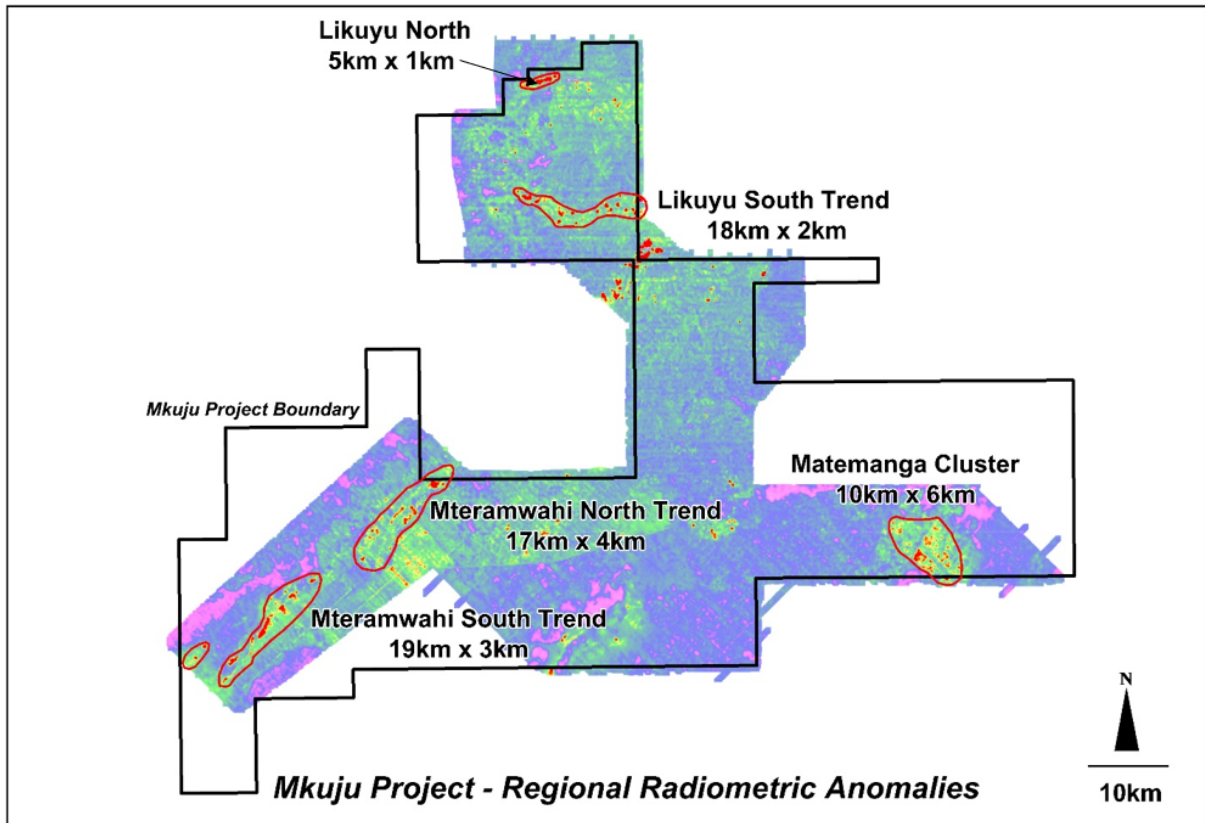 Likuyu North
5km x 1km
Likuyu South Trend
18km x 2km
Mkuju Project Boundary
Matemanga Cluster
10km x 6km
Mteramwahi North Trend
17km x 4km
Mteramwahi South Trend
19km x 3km
N
10km
Mkuju Project - Regional Radiometric Anomalies